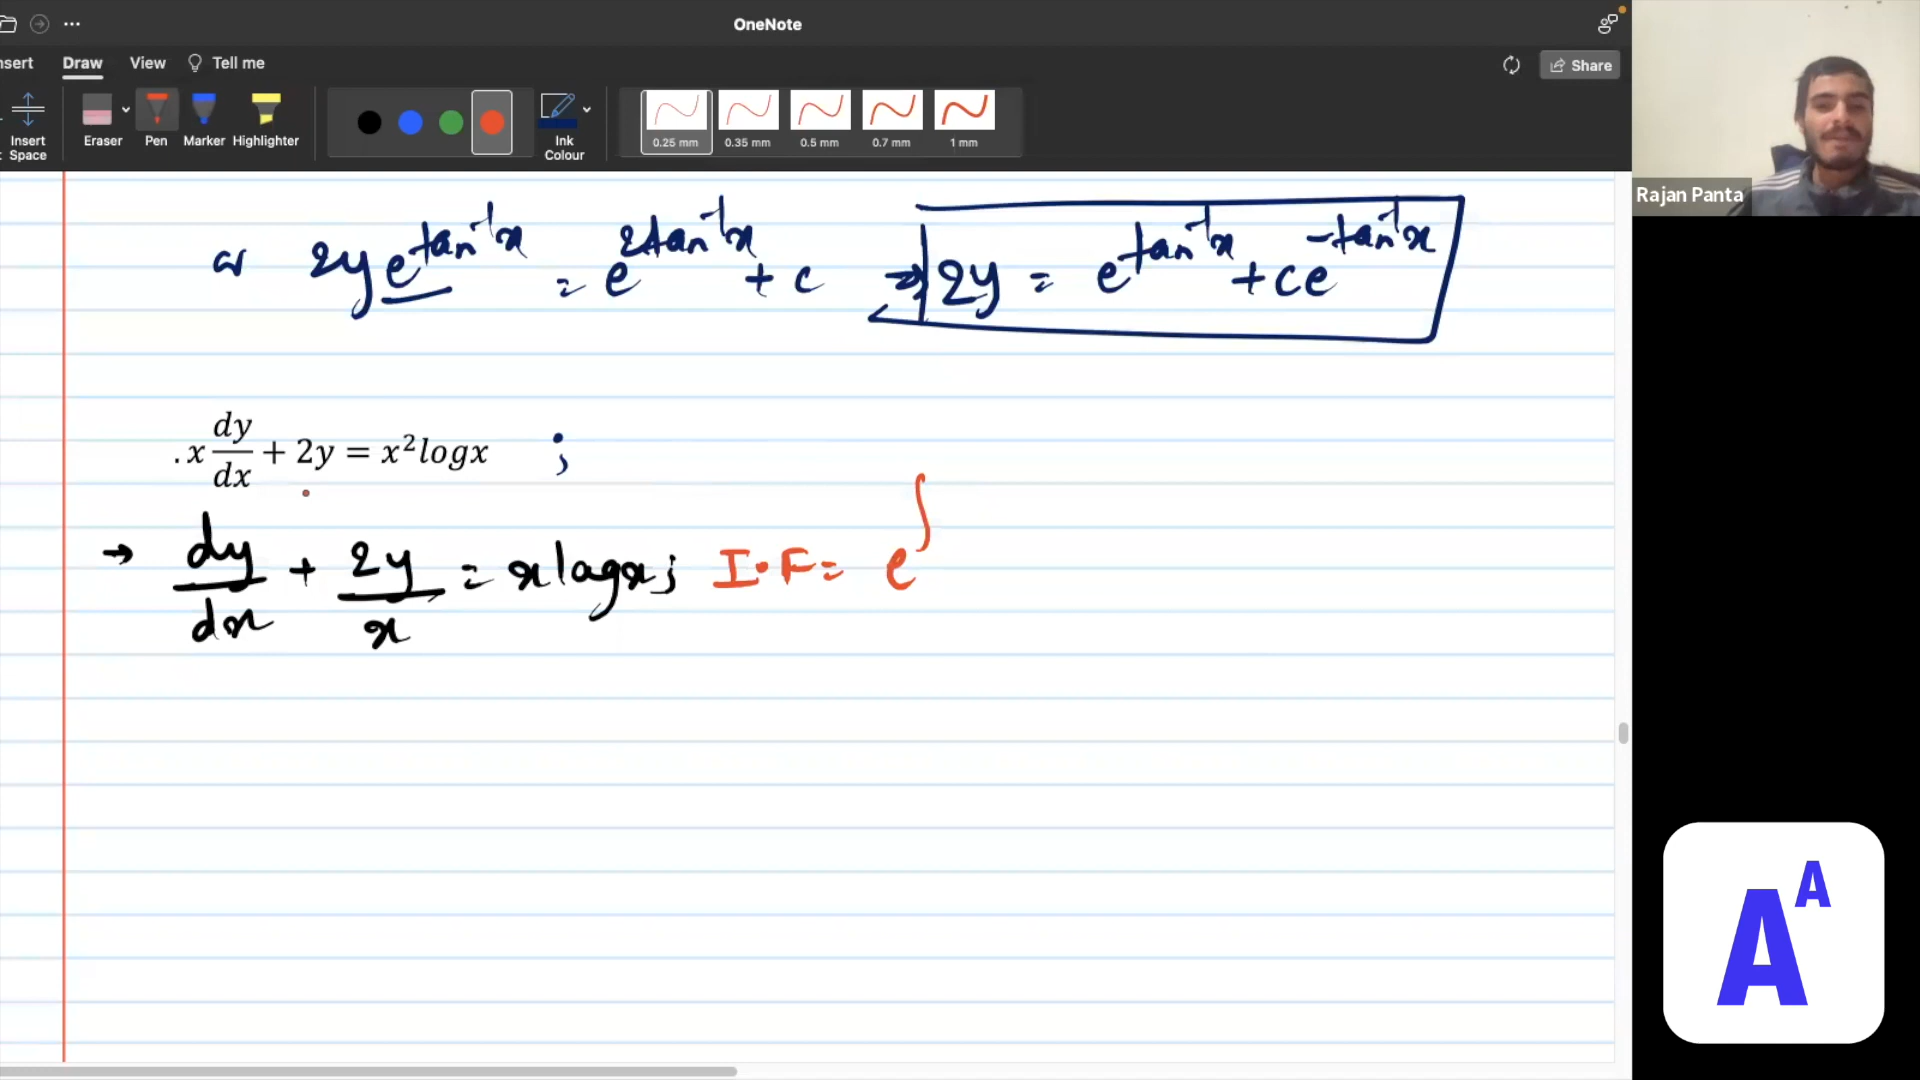 OneNote
nsert Draw View Tell me Share
Insert Space Eraser Pen Marker Highlighter Ink Colour 0.25 mm 0.35 mm 0.5 mm 0.7 mm 1 mm
Rajan Panta
or 2y e^{tan⁻¹x} = e^{2tan⁻¹x} + c ⇒ 2y = e^{tan⁻¹x} + ce^{-tan⁻¹x}
.x dy/dx + 2y = x²logx ;
→ dy/dx + 2y/x = x logx; I.F = e^∫
A^A